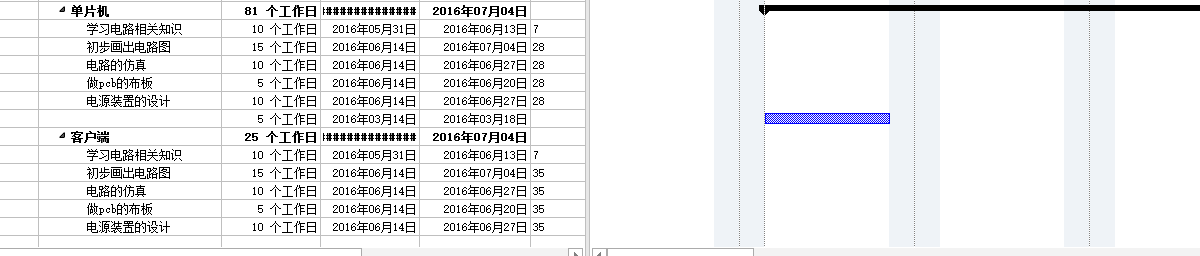 单片机 81 个工作日 ############## 2016年07月04日
学习电路相关知识 10 个工作日 2016年05月31日 2016年06月13日 7
初步画出电路图 15 个工作日 2016年06月14日 2016年07月04日 28
电路的仿真 10 个工作日 2016年06月14日 2016年06月27日 28
做pcb的布板 5 个工作日 2016年06月14日 2016年06月20日 28
电源装置的设计 10 个工作日 2016年06月14日 2016年06月27日 28
5 个工作日 2016年03月14日 2016年03月18日
客户端 25 个工作日 ############## 2016年07月04日
学习电路相关知识 10 个工作日 2016年05月31日 2016年06月13日 7
初步画出电路图 15 个工作日 2016年06月14日 2016年07月04日 35
电路的仿真 10 个工作日 2016年06月14日 2016年06月27日 35
做pcb的布板 5 个工作日 2016年06月14日 2016年06月20日 35
电源装置的设计 10 个工作日 2016年06月14日 2016年06月27日 35